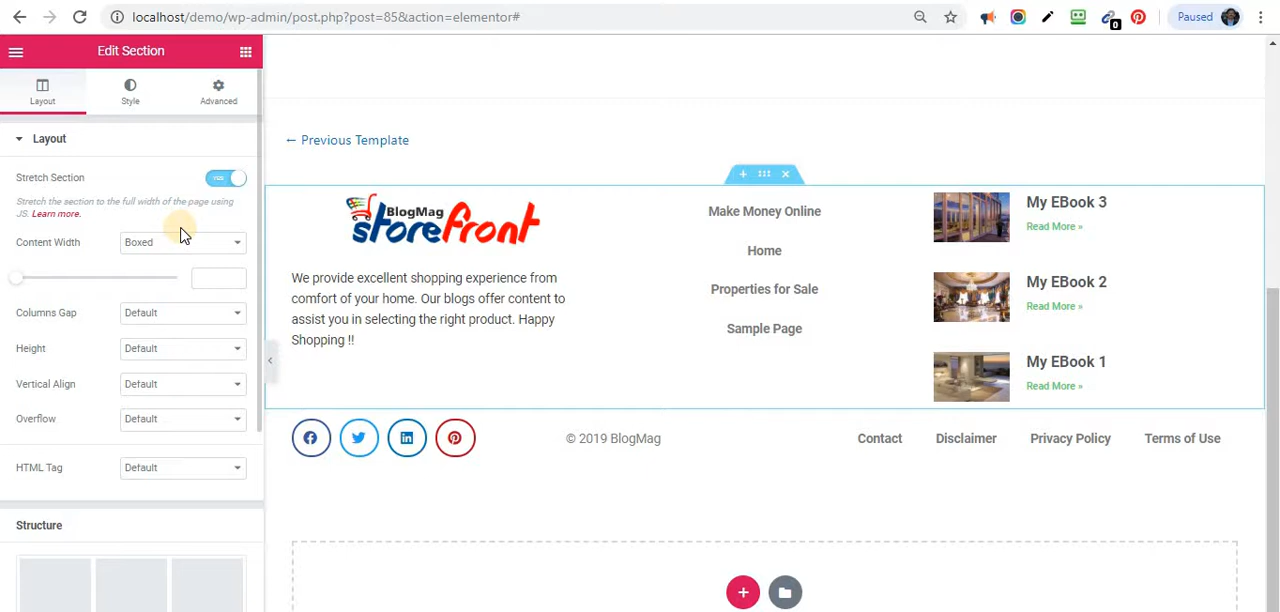 localhost/demo/wp-admin/post.php?post=85&action=elementor#
0
Paused
Edit Section
Layout
Style
Advanced
Layout
Stretch Section
YES
Stretch the section to the full width of the page using
JS. Learn more.
Content Width
Boxed
Columns Gap
Default
Height
Default
Vertical Align
Default
Overflow
Default
HTML Tag
Default
Structure
← Previous Template
BlogMag
storefront
We provide excellent shopping experience from
comfort of your home. Our blogs offer content to
assist you in selecting the right product. Happy
Shopping !!
Make Money Online
Home
Properties for Sale
Sample Page
My EBook 3
Read More »
My EBook 2
Read More »
My EBook 1
Read More »
© 2019 BlogMag
Contact
Disclaimer
Privacy Policy
Terms of Use